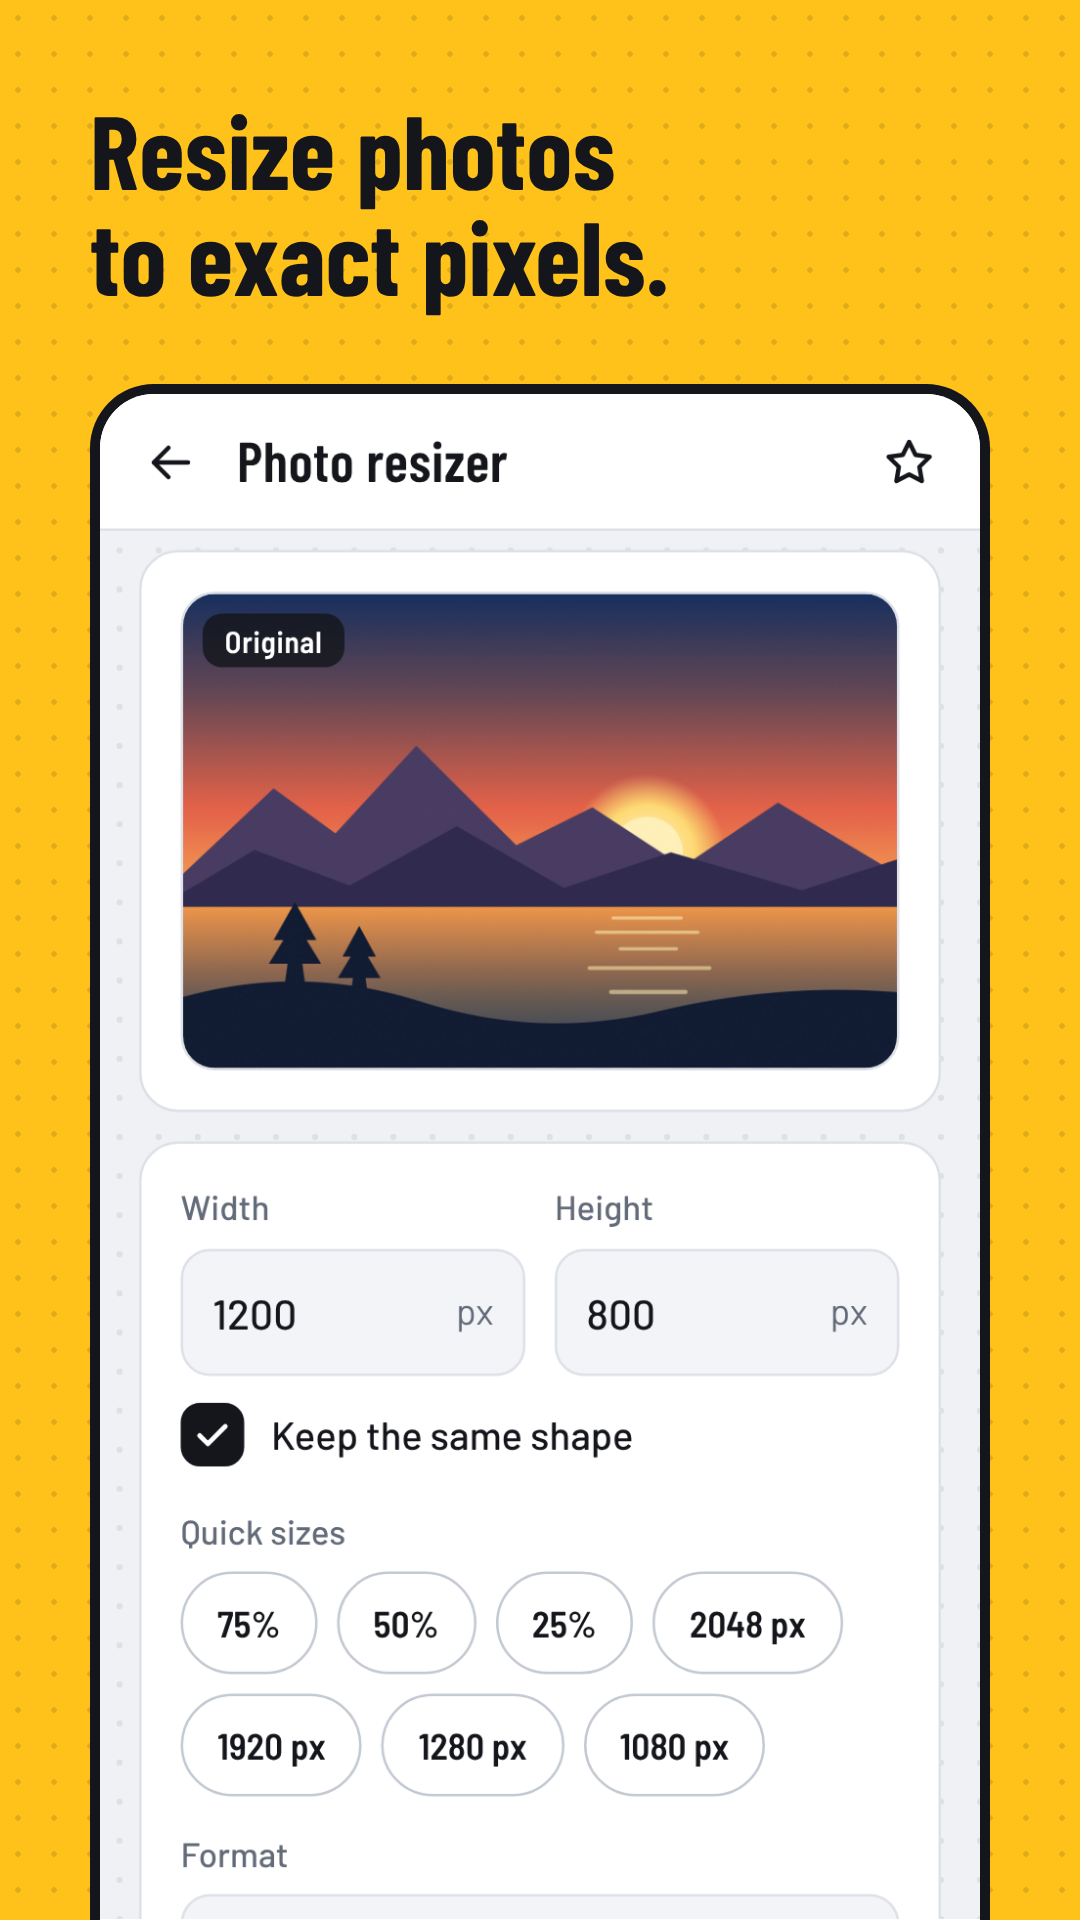 Resize photos
to exact pixels.
Photo resizer
Original
Width
Height
1200 px
800 px
Keep the same shape
Quick sizes
75%
50%
25%
2048 px
1920 px
1280 px
1080 px
Format